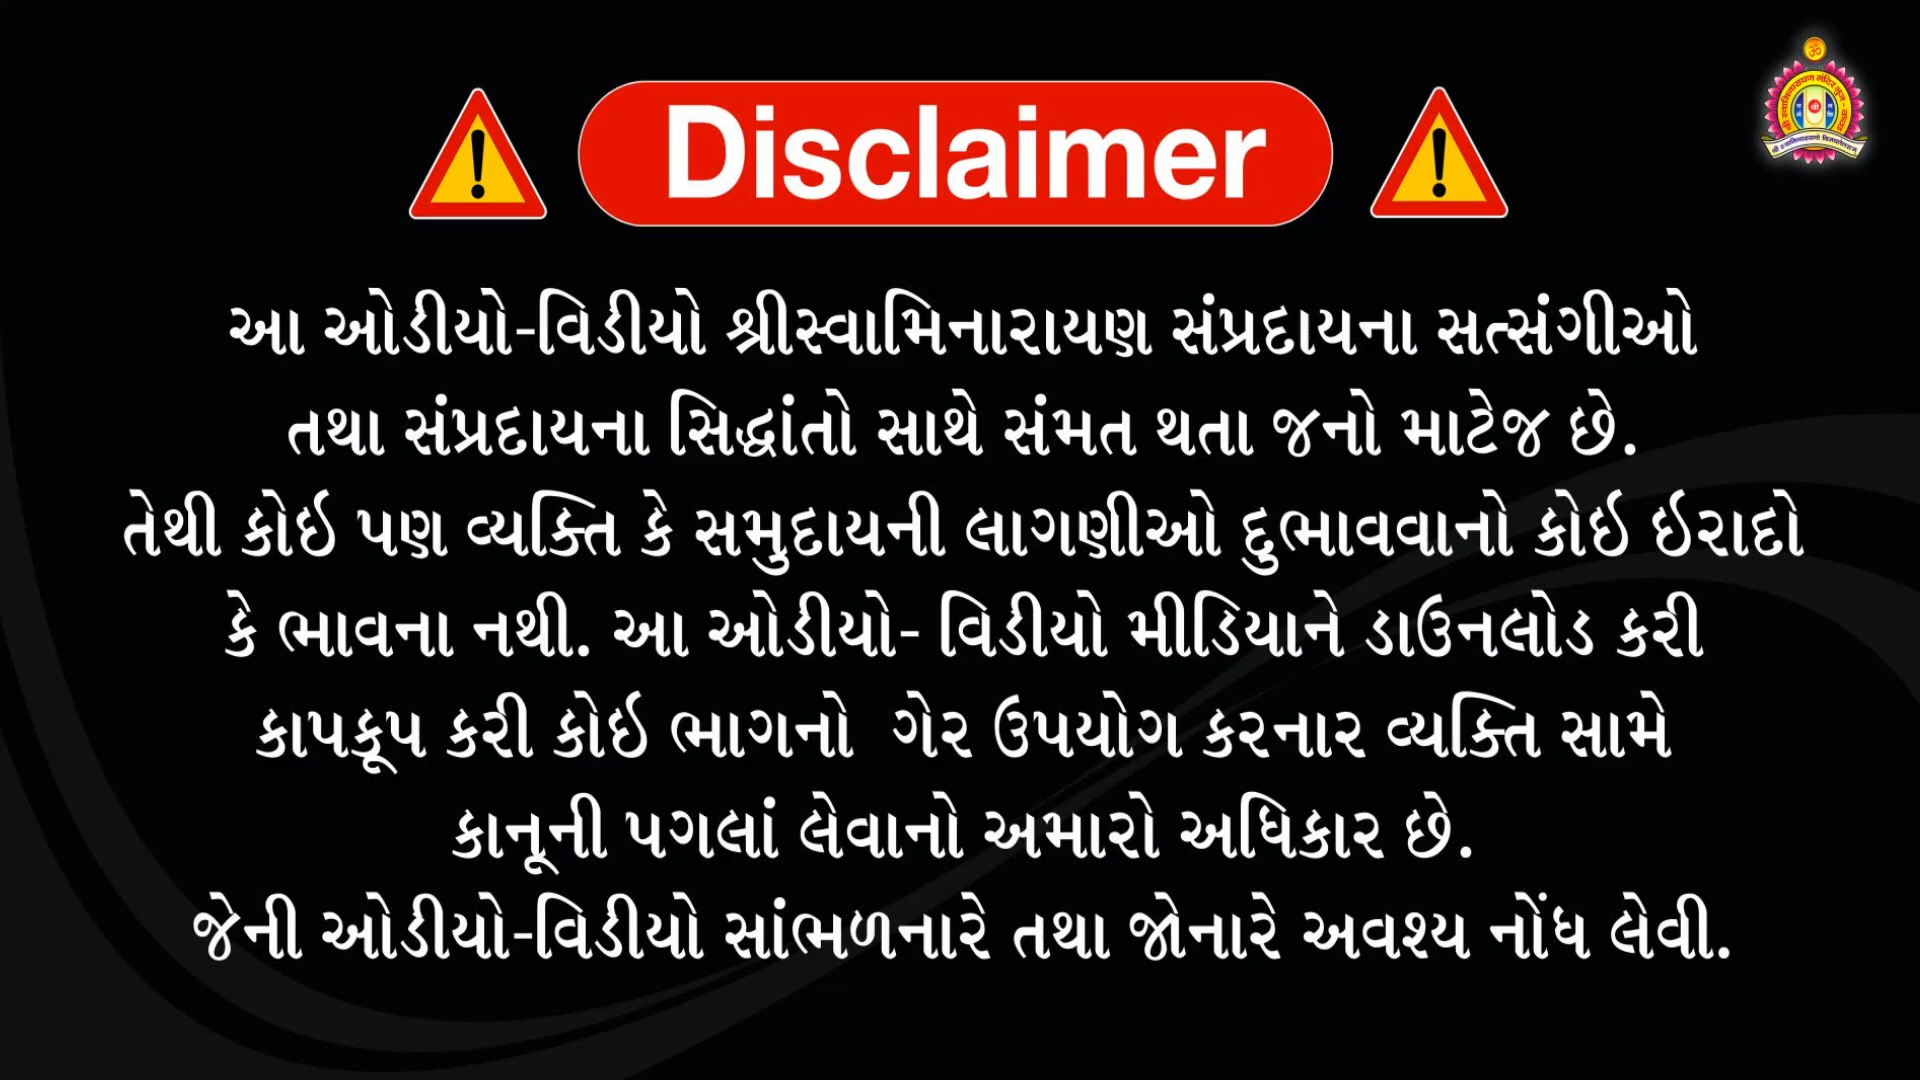 Disclaimer
આ ઓડીયો-વિડીયો શ્રીસ્વામિનારાયણ સંપ્રદાયના સત્સંગીઓ
તથા સંપ્રદાયના સિદ્ધાંતો સાથે સંમત થતા જનો માટેજ છે.
તેથી કોઇ પણ વ્યક્તિ કે સમુદાયની લાગણીઓ દુભાવવાનો કોઇ ઇરાદો
કે ભાવના નથી. આ ઓડીયો- વિડીયો મીડિયાને ડાઉનલોડ કરી
કાપકૂપ કરી કોઇ ભાગનો ગેર ઉપયોગ કરનાર વ્યક્તિ સામે
કાનૂની પગલાં લેવાનો અમારો અધિકાર છે.
જેની ઓડીયો-વિડીયો સાંભળનારે તથા જોનારે અવશ્ય નોંધ લેવી.